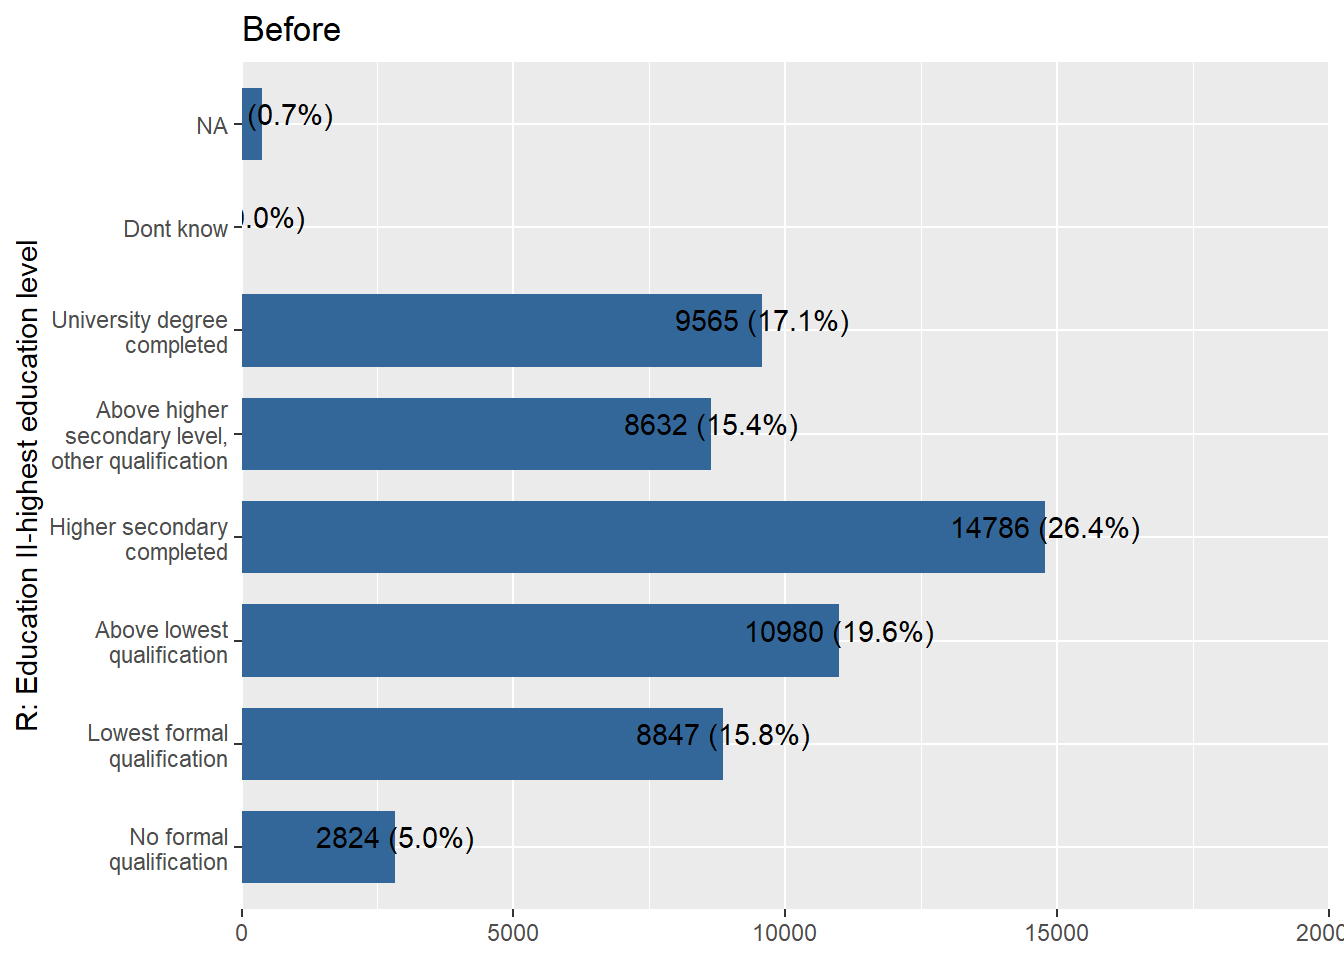 Before
R: Education II-highest education level
NA
(0.7%)
Dont know
.0%)
University degree
completed
9565 (17.1%)
Above higher
secondary level,
other qualification
8632 (15.4%)
Higher secondary
completed
14786 (26.4%)
Above lowest
qualification
10980 (19.6%)
Lowest formal
qualification
8847 (15.8%)
No formal
qualification
2824 (5.0%)
0
5000
10000
15000
2000